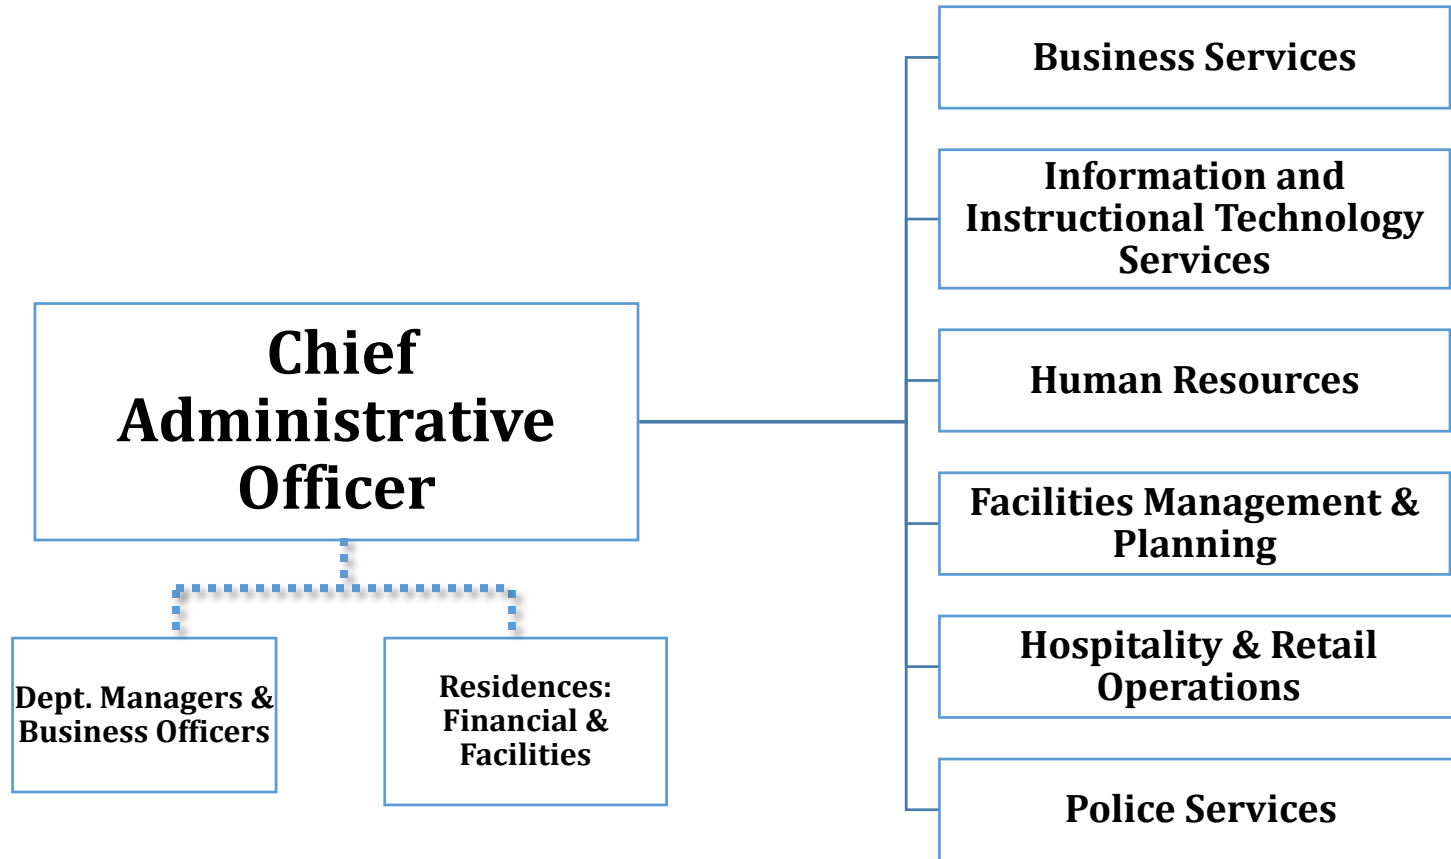 Business Services
Information and
Instructional Technology
Services
Chief
Administrative
Officer
Human Resources
Facilities Management &
Planning
Hospitality & Retail
Operations
Police Services
Dept. Managers &
Business Officers
Residences:
Financial &
Facilities